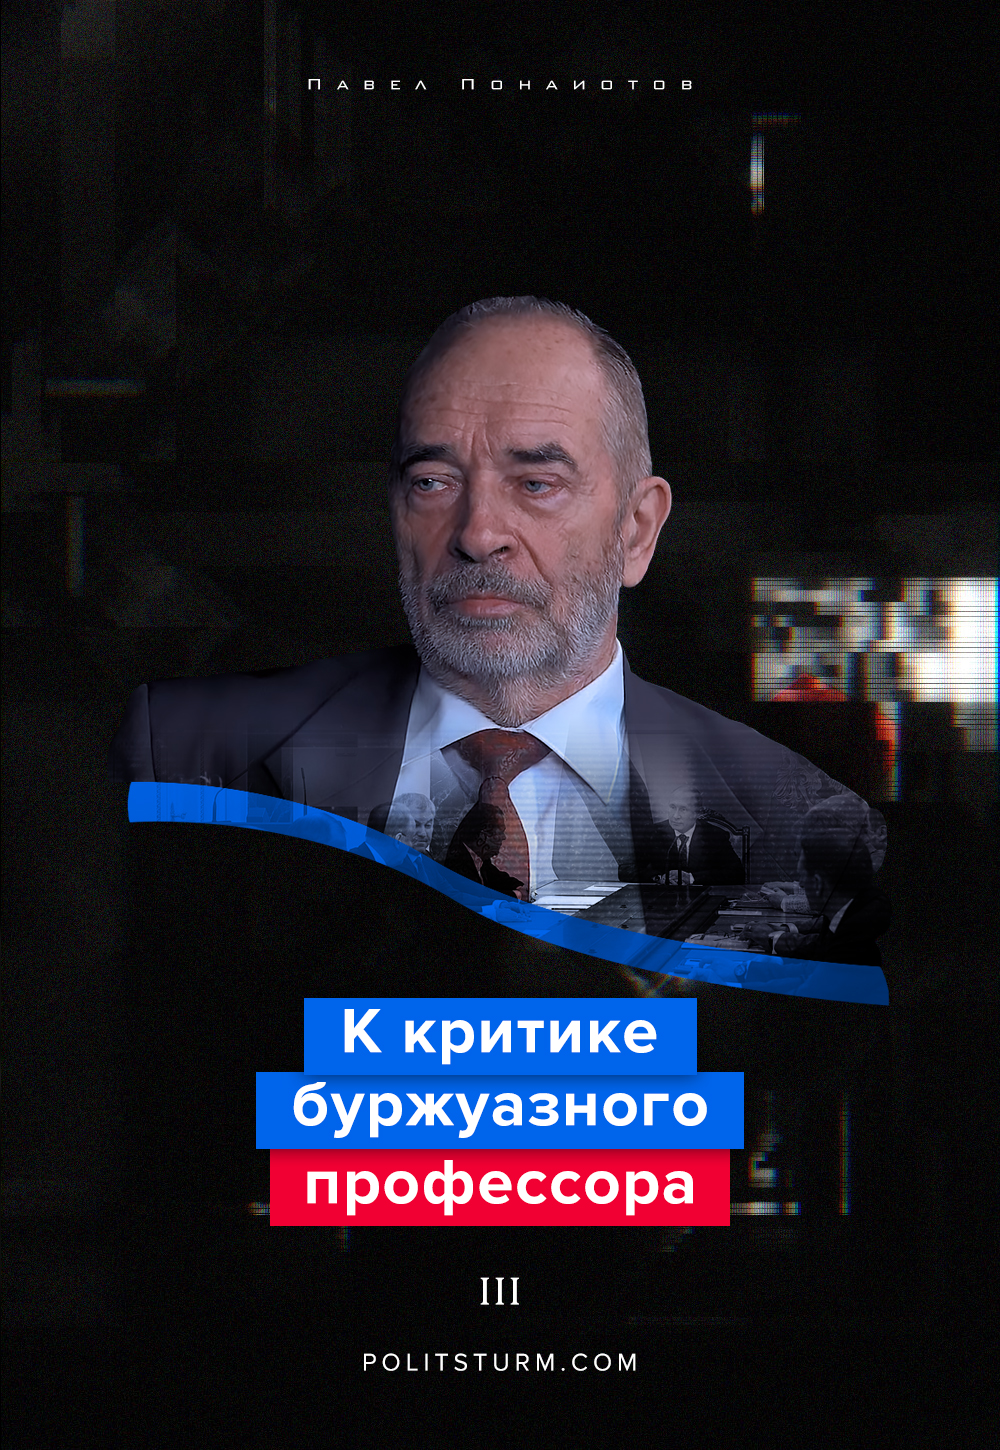 Павел Понаиотов
К критике
буржуазного
профессора
III
POLITSTURM.COM